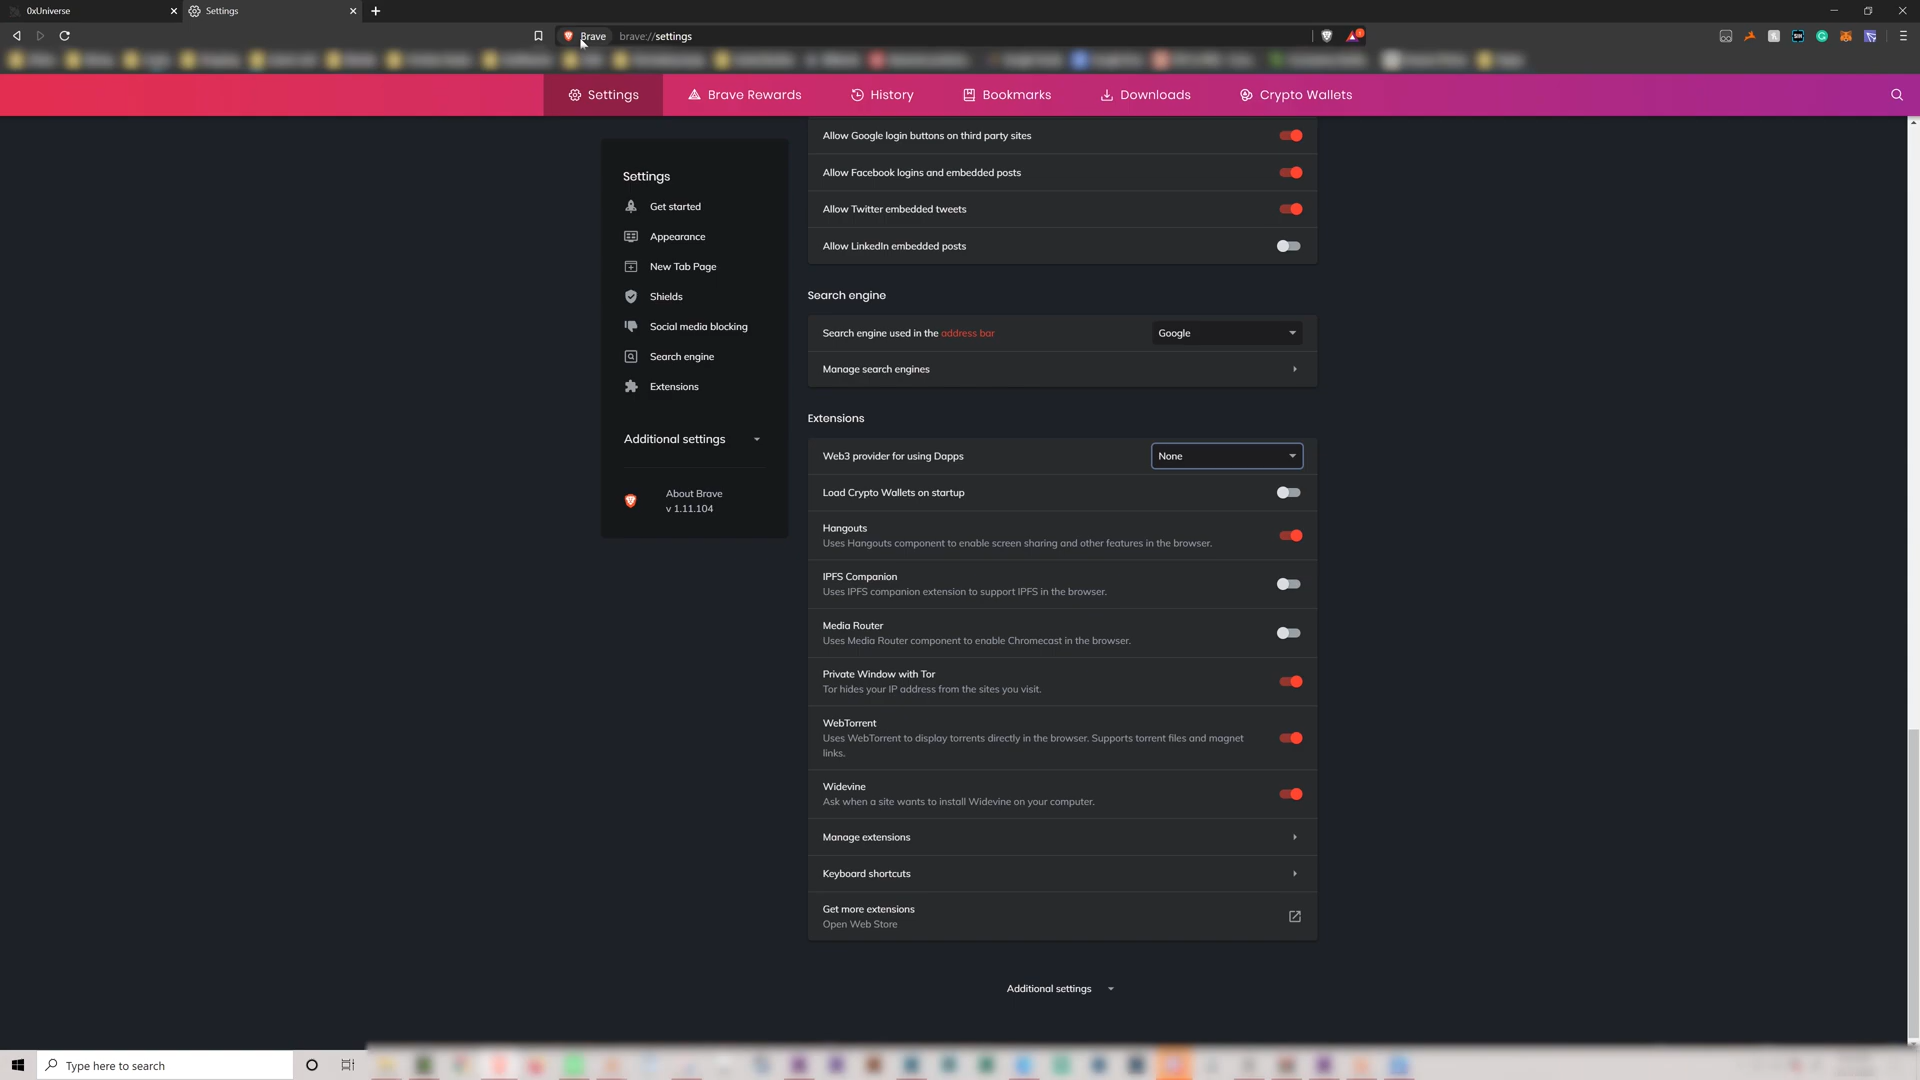 0xUniverse
Settings
Brave
brave://settings
Settings
Brave Rewards
History
Bookmarks
Downloads
Crypto Wallets
Settings
Get started
Appearance
New Tab Page
Shields
Social media blocking
Search engine
Extensions
Additional settings
About Brave
v 1.11.104
Allow Google login buttons on third party sites
Allow Facebook logins and embedded posts
Allow Twitter embedded tweets
Allow LinkedIn embedded posts
Search engine
Search engine used in the address bar
Google
Manage search engines
Extensions
Web3 provider for using Dapps
None
Load Crypto Wallets on startup
Hangouts
Uses Hangouts component to enable screen sharing and other features in the browser.
IPFS Companion
Uses IPFS companion extension to support IPFS in the browser.
Media Router
Uses Media Router component to enable Chromecast in the browser.
Private Window with Tor
Tor hides your IP address from the sites you visit.
WebTorrent
Uses WebTorrent to display torrents directly in the browser. Supports torrent files and magnet
links.
Widevine
Ask when a site wants to install Widevine on your computer.
Manage extensions
Keyboard shortcuts
Get more extensions
Open Web Store
Additional settings
Type here to search